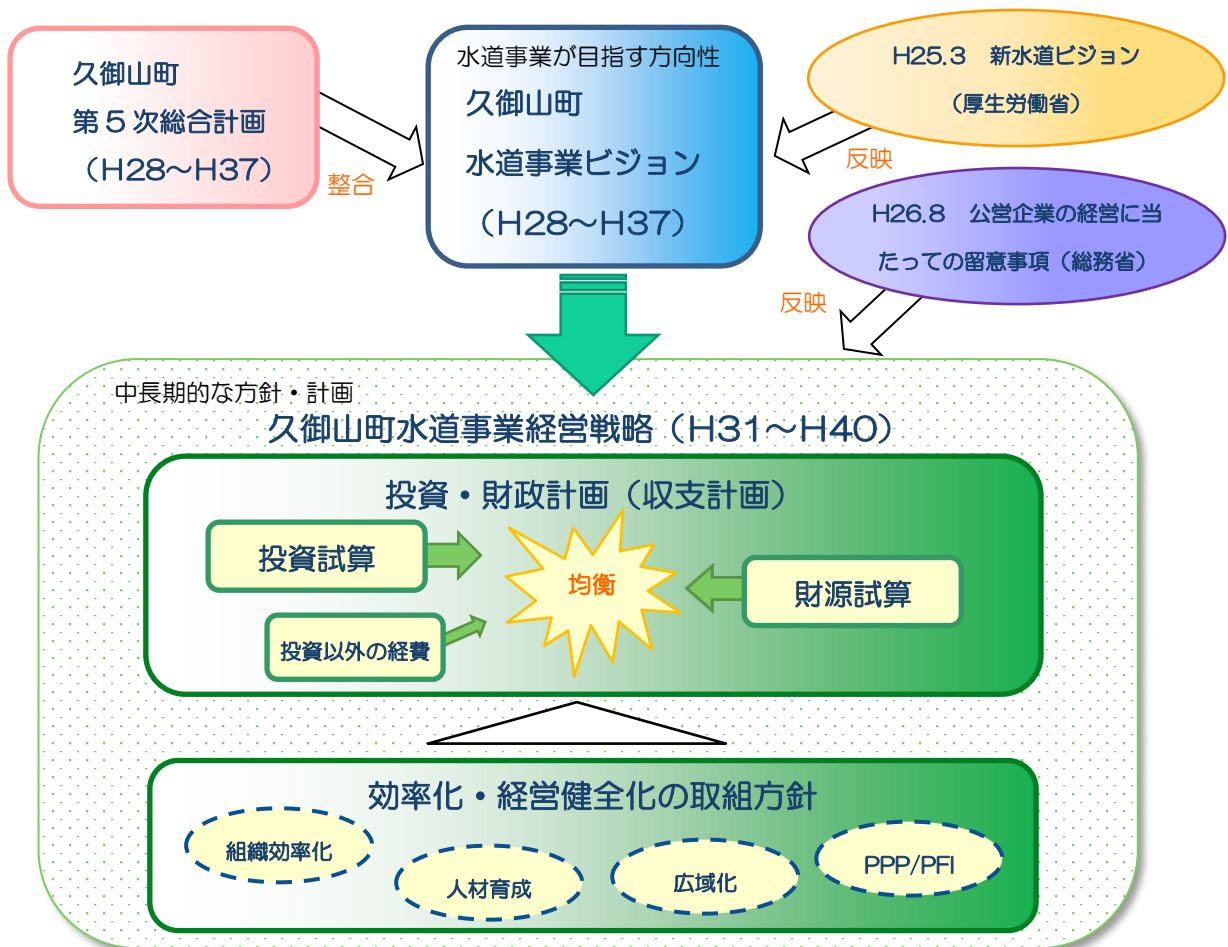 久御山町
第５次総合計画
（H28～H37）
整合
水道事業が目指す方向性
久御山町
水道事業ビジョン
（H28～H37）
H25.3　新水道ビジョン
（厚生労働省）
反映
H26.8　公営企業の経営に当
たっての留意事項（総務省）
反映
中長期的な方針・計画
久御山町水道事業経営戦略（H31～H40）
投資・財政計画（収支計画）
投資試算
均衡
財源試算
投資以外の経費
効率化・経営健全化の取組方針
組織効率化
人材育成
広域化
PPP/PFI